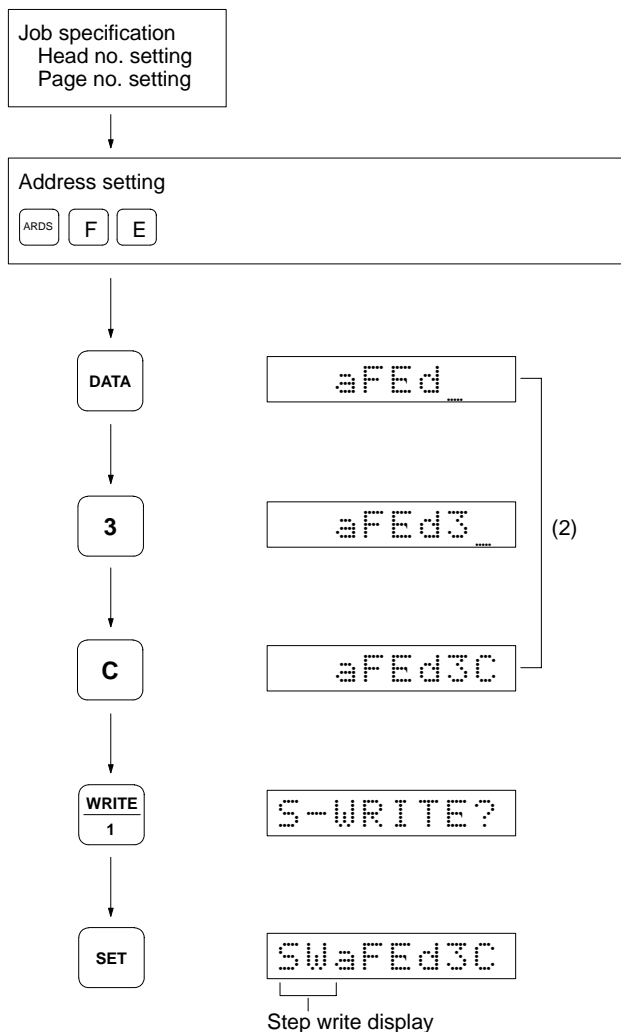 Job specification
Head no. setting
Page no. setting
Address setting
ARDS F E
DATA
aFEd_
3
aFEd3_
(2)
C
aFEd3C
WRITE
1
S-WRITE?
SET
SWaFEd3C
Step write display